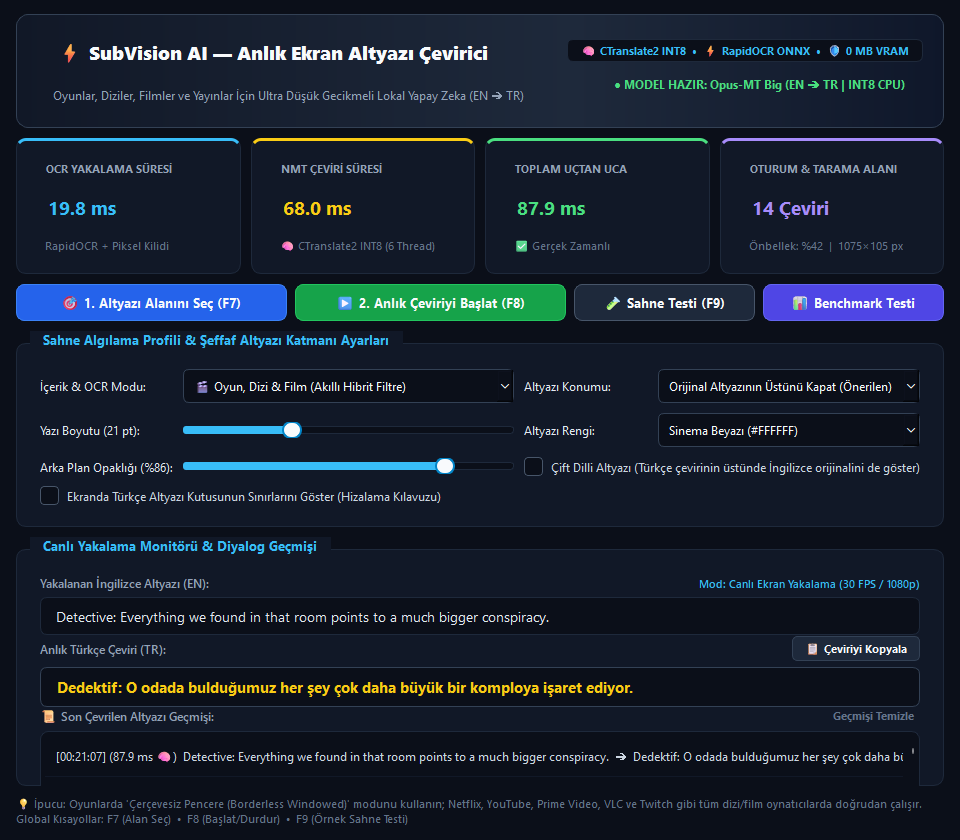 ⚡ SubVision AI — Anlık Ekran Altyazı Çevirici
Oyunlar, Diziler, Filmler ve Yayınlar İçin Ultra Düşük Gecikmeli Lokal Yapay Zeka (EN ➔ TR)
🧠 CTranslate2 INT8 • ⚡ RapidOCR ONNX • 🛡️ 0 MB VRAM
● MODEL HAZIR: Opus-MT Big (EN ➔ TR | INT8 CPU)
OCR YAKALAMA SÜRESİ
19.8 ms
RapidOCR + Piksel Kilidi
NMT ÇEVİRİ SÜRESİ
68.0 ms
🧠 CTranslate2 INT8 (6 Thread)
TOPLAM UÇTAN UCA
87.9 ms
✅ Gerçek Zamanlı
OTURUM & TARAMA ALANI
14 Çeviri
Önbellek: %42 | 1075×105 px
🎯 1. Altyazı Alanını Seç (F7)
▶️ 2. Anlık Çeviriyi Başlat (F8)
🧪 Sahne Testi (F9)
📊 Benchmark Testi
Sahne Algılama Profili & Şeffaf Altyazı Katmanı Ayarları
İçerik & OCR Modu:
🎬 Oyun, Dizi & Film (Akıllı Hibrit Filtre)
Altyazı Konumu:
Orijinal Altyazının Üstünü Kapat (Önerilen)
Yazı Boyutu (21 pt):
Altyazı Rengi:
Sinema Beyazı (#FFFFFF)
Arka Plan Opaklığı (%86):
Çift Dilli Altyazı (Türkçe çevirinin üstünde İngilizce orijinalini de göster)
Ekranda Türkçe Altyazı Kutusunun Sınırlarını Göster (Hizalama Kılavuzu)
Canlı Yakalama Monitörü & Diyalog Geçmişi
Yakalanan İngilizce Altyazı (EN):
Mod: Canlı Ekran Yakalama (30 FPS / 1080p)
Detective: Everything we found in that room points to a much bigger conspiracy.
Anlık Türkçe Çeviri (TR):
📋 Çeviriyi Kopyala
Dedektif: O odada bulduğumuz her şey çok daha büyük bir komploya işaret ediyor.
📜 Son Çevrilen Altyazı Geçmişi:
Geçmişi Temizle
[00:21:07] (87.9 ms 🧠) Detective: Everything we found in that room points to a much bigger conspiracy. ➔ Dedektif: O odada bulduğumuz her şey çok daha bü
💡 İpucu: Oyunlarda 'Çerçevesiz Pencere (Borderless Windowed)' modunu kullanın; Netflix, YouTube, Prime Video, VLC ve Twitch gibi tüm dizi/film oynatıcılarda doğrudan çalışır.
Global Kısayollar: F7 (Alan Seç) • F8 (Başlat/Durdur) • F9 (Örnek Sahne Testi)